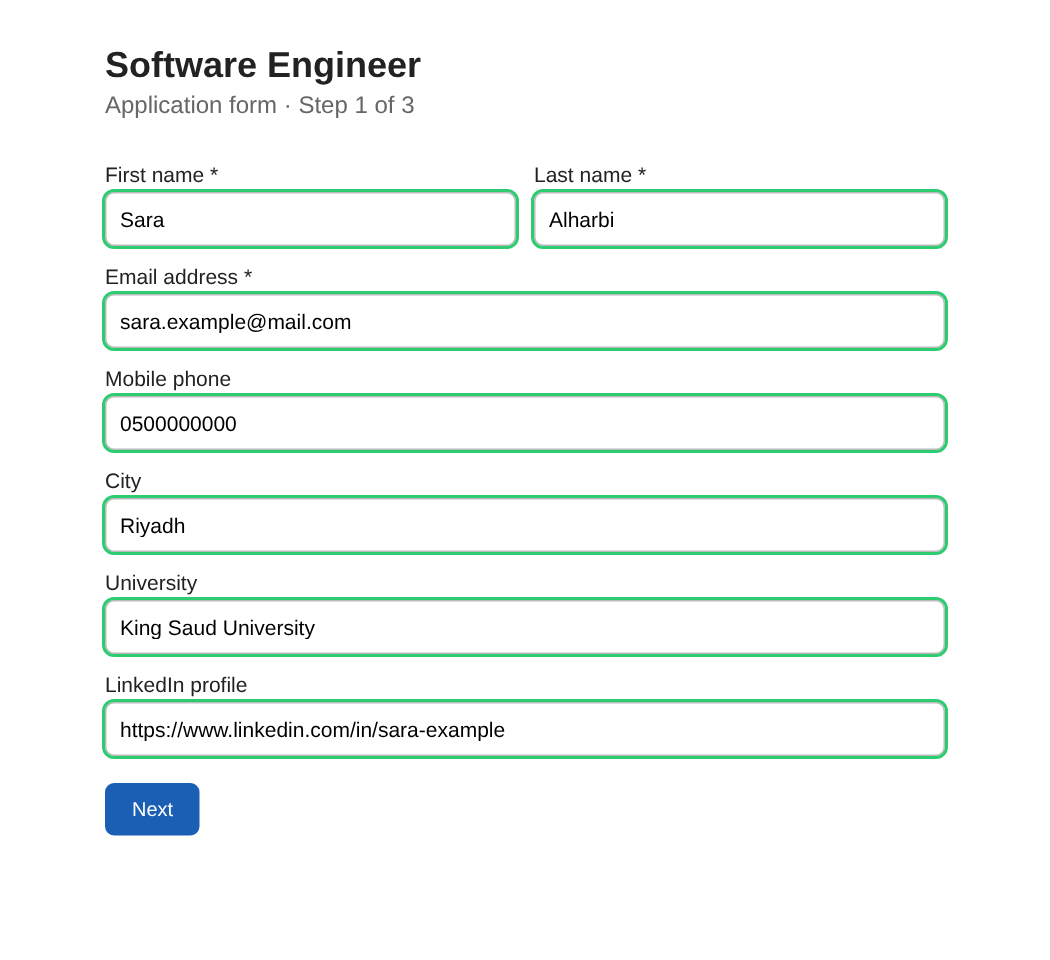 Software Engineer
Application form · Step 1 of 3
First name *
Last name *
Sara
Alharbi
Email address *
sara.example@mail.com
Mobile phone
0500000000
City
Riyadh
University
King Saud University
LinkedIn profile
https://www.linkedin.com/in/sara-example
Next